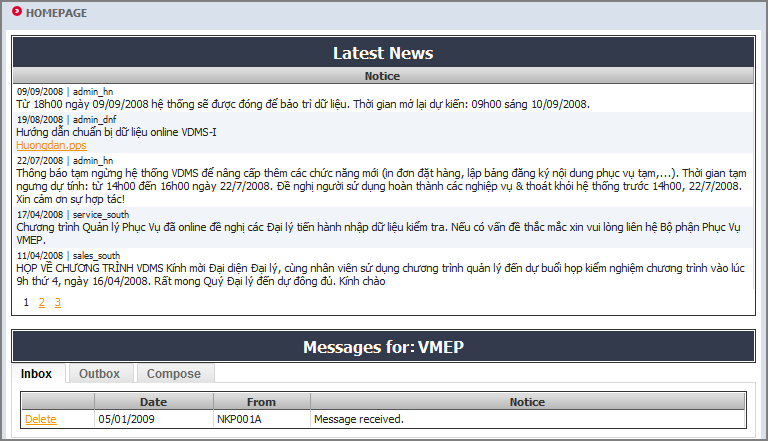 HOMEPAGE
Latest News
Notice
09/09/2008 | admin_hn
Từ 18h00 ngày 09/09/2008 hệ thống sẽ được đóng để bảo trì dữ liệu. Thời gian mở lại dự kiến: 09h00 sáng 10/09/2008.
19/08/2008 | admin_dnf
Hướng dẫn chuẩn bị dữ liệu online VDMS-I
Huongdan.pps
22/07/2008 | admin_hn
Thông báo tạm ngừng hệ thống VDMS để nâng cấp thêm các chức năng mới (in đơn đặt hàng, lập bảng đăng ký nội dung phục vụ tạm,...). Thời gian tạm
ngưng dự tính: từ 14h00 đến 16h00 ngày 22/7/2008. Đề nghị người sử dụng hoàn thành các nghiệp vụ & thoát khỏi hệ thống trước 14h00, 22/7/2008.
Xin cảm ơn sự hợp tác!
17/04/2008 | service_south
Chương trình Quản lý Phục Vụ đã online đề nghị các Đại lý tiến hành nhập dữ liệu kiểm tra. Nếu có vấn đề thắc mắc xin vui lòng liên hệ Bộ phận Phục Vụ
VMEP.
11/04/2008 | sales_south
HỌP VỀ CHƯƠNG TRÌNH VDMS Kính mời Đại diện Đại lý, cùng nhân viên sử dụng chương trình quản lý đến dự buổi họp kiểm nghiệm chương trình vào lúc
9h thứ 4, ngày 16/04/2008. Rất mong Quý Đại lý đến dự đông đủ. Kính chào
1 2 3
Messages for: VMEP
Inbox Outbox Compose
Date From Notice
Delete 05/01/2009 NKP001A Message received.